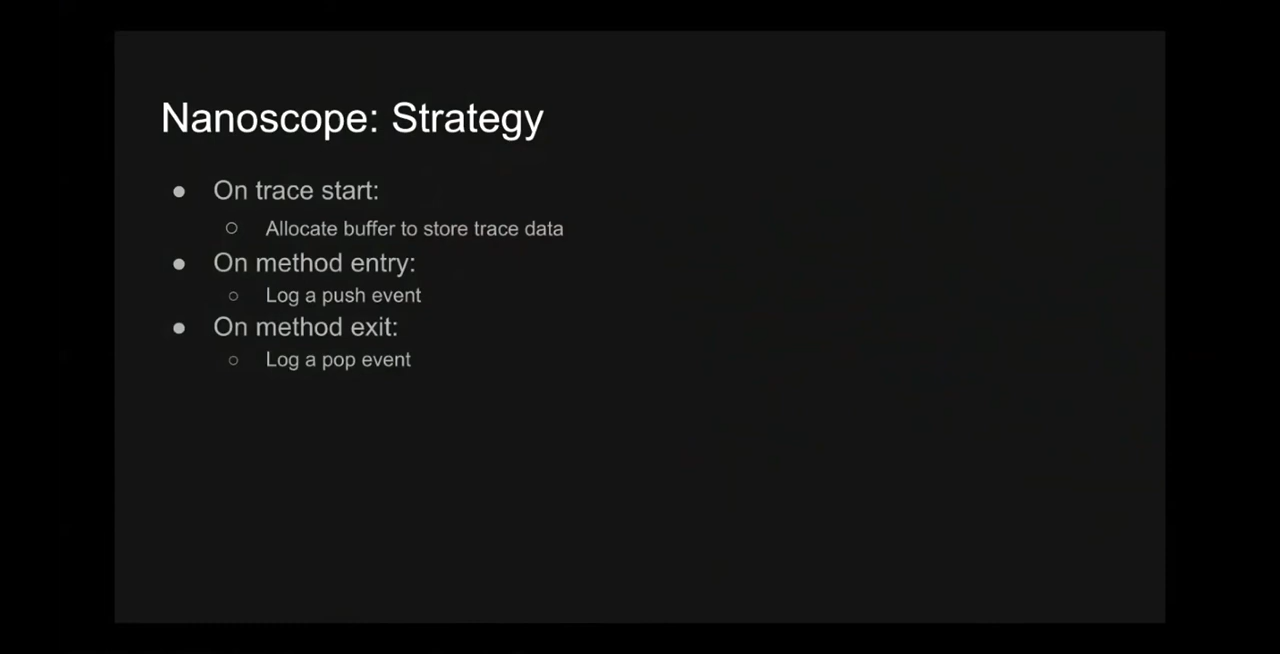 Nanoscope: Strategy
● On trace start:
○ Allocate buffer to store trace data
● On method entry:
○ Log a push event
● On method exit:
○ Log a pop event